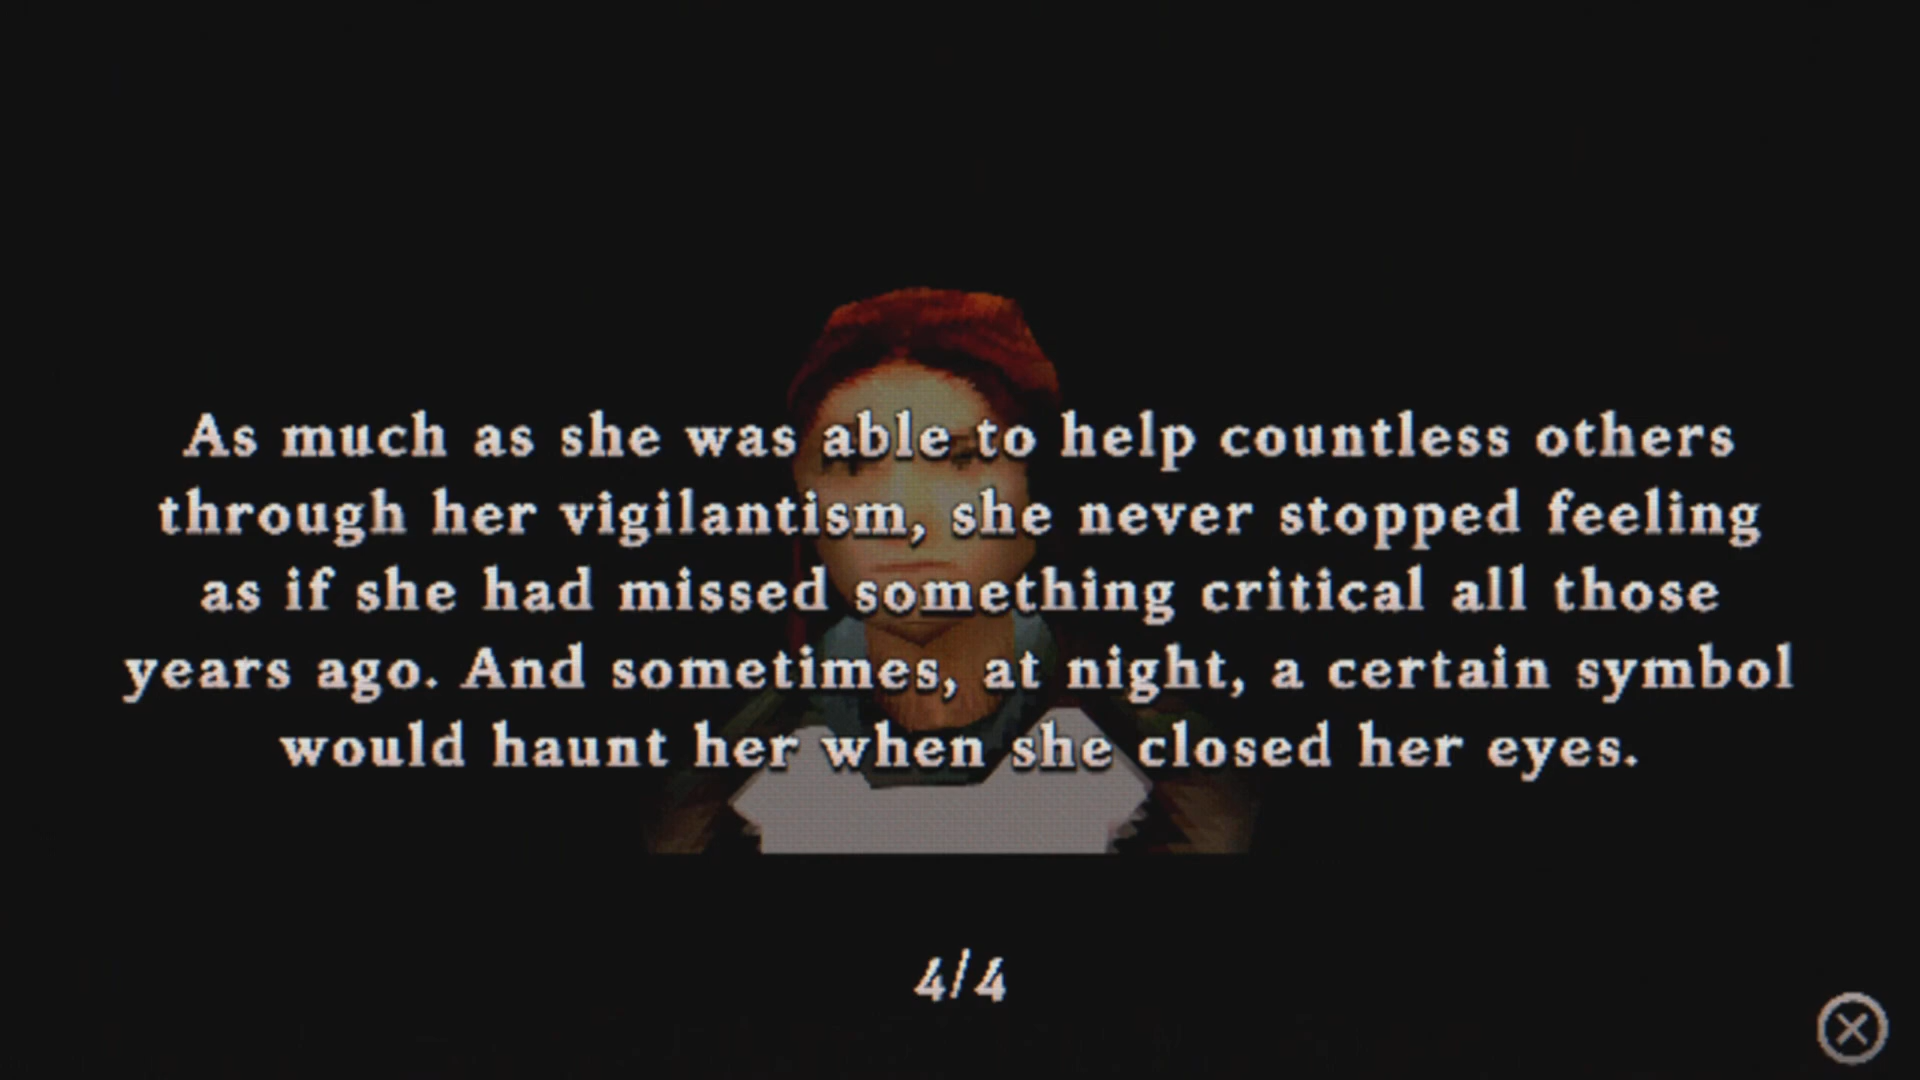 As much as she was able to help countless others
through her vigilantism, she never stopped feeling
as if she had missed something critical all those
years ago. And sometimes, at night, a certain symbol
would haunt her when she closed her eyes.
4/4